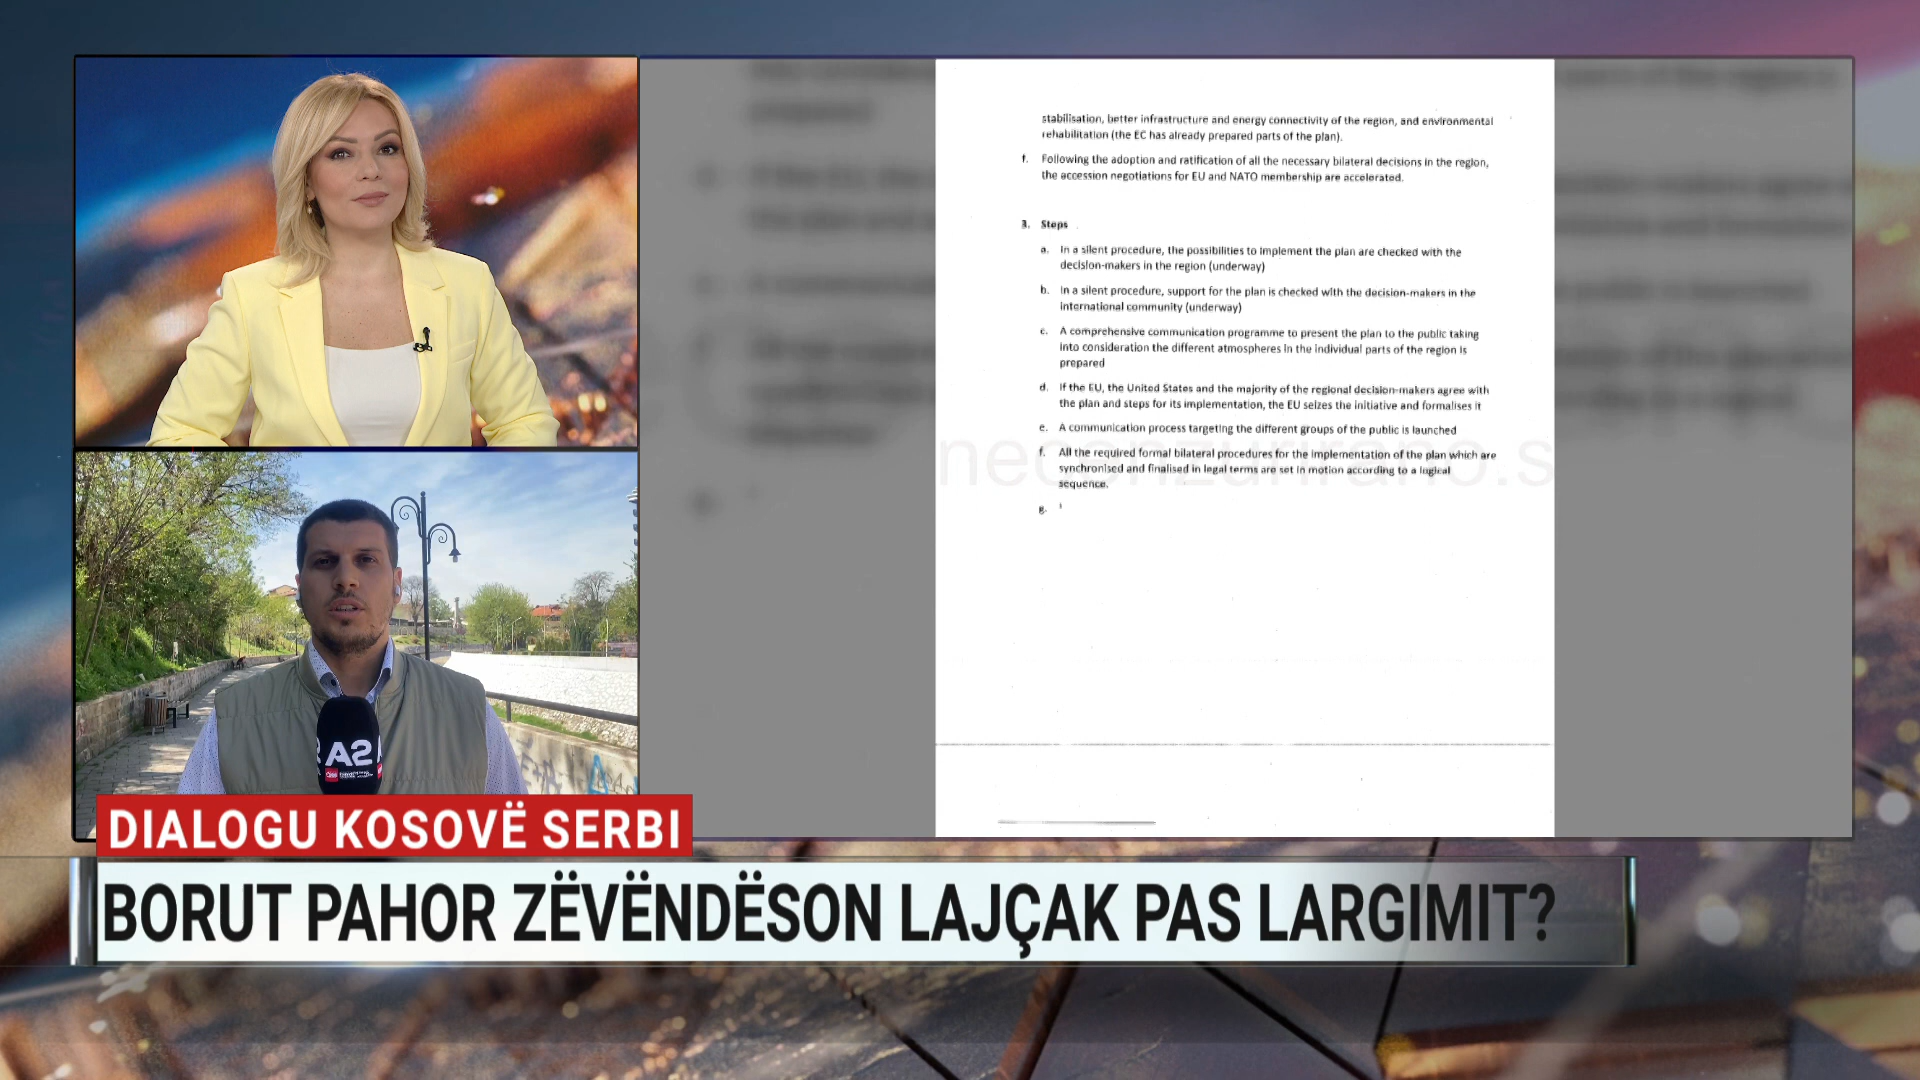 stabilisation, better infrastructure and energy connectivity of the region, and environmental
rehabilitation (the EC has already prepared parts of the plan).
f. Following the adoption and ratification of all the necessary bilateral decisions in the region,
the accession negotiations for EU and NATO membership are accelerated.
3. Steps
a. In a silent procedure, the possibilities to implement the plan are checked with the
decision-makers in the region (underway)
b. In a silent procedure, support for the plan is checked with the decision-makers in the
international community (underway)
c. A comprehensive communication programme to present the plan to the public taking
into consideration the different atmospheres in the individual parts of the region is
prepared
d. If the EU, the United States and the majority of the regional decision-makers agree with
the plan and steps for its implementation, the EU seizes the initiative and formalises it
e. A communication process targeting the different groups of the public is launched
necenzurirano.s
f. All the required formal bilateral procedures for the implementation of the plan which are
synchronised and finalised in legal terms are set in motion according to a logical
sequence.
g.
A2
DIALOGU KOSOVË SERBI
BORUT PAHOR ZËVËNDËSON LAJÇAK PAS LARGIMIT?